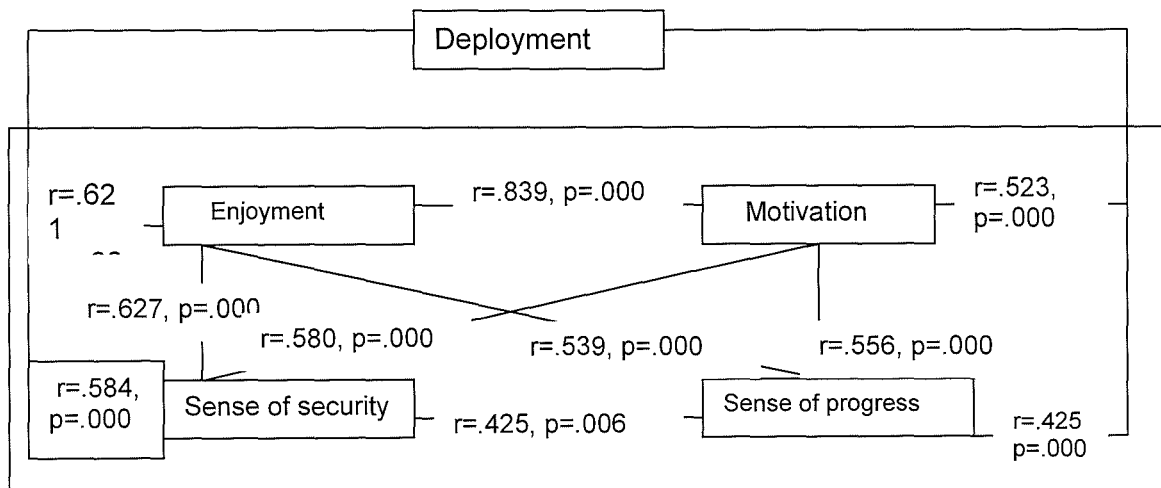 Deployment
r=.62
1
Enjoyment
r=.839, p=.000
Motivation
r=.523,
p=.000
r=.627, p=.000
r=.580, p=.000
r=.539, p=.000
r=.556, p=.000
r=.584,
p=.000
Sense of security
r=.425, p=.006
Sense of progress
r=.425
p=.000